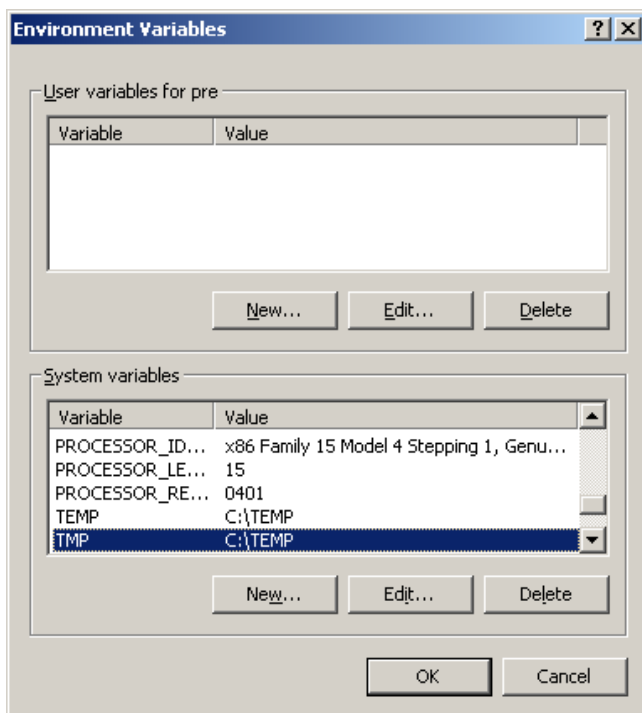 Environment Variables
User variables for pre
Variable Value
New... Edit... Delete
System variables
Variable Value
PROCESSOR_ID... x86 Family 15 Model 4 Stepping 1, Genu...
PROCESSOR_LE... 15
PROCESSOR_RE... 0401
TEMP C:\TEMP
TMP C:\TEMP
New... Edit... Delete
OK Cancel